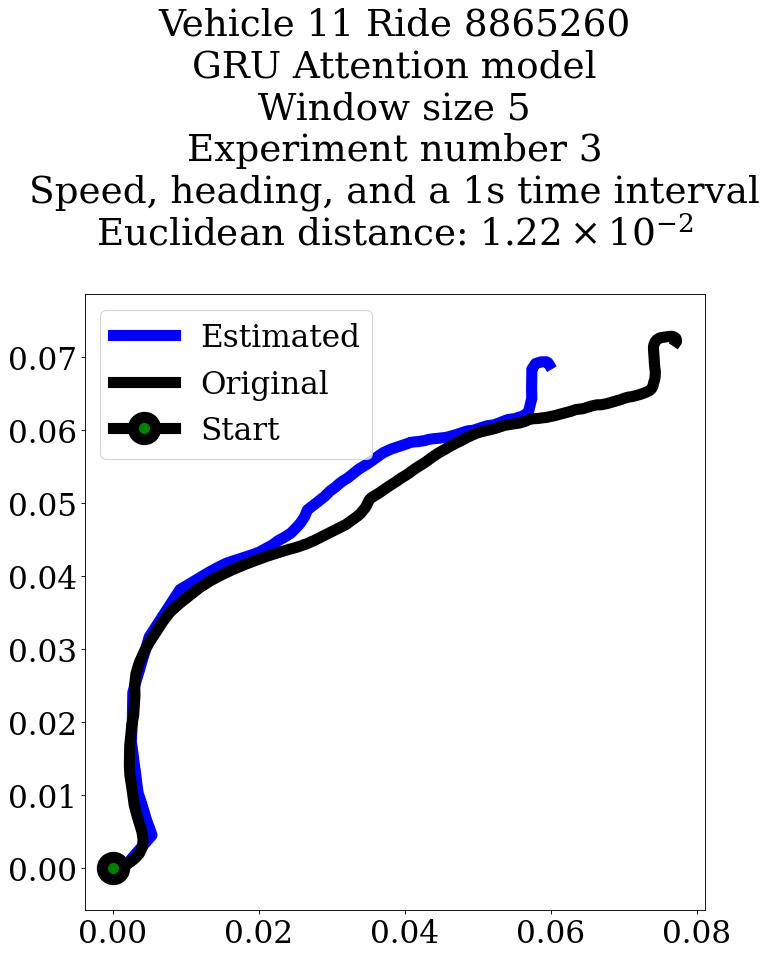 Vehicle 11 Ride 8865260
GRU Attention model
Window size 5
Experiment number 3
Speed, heading, and a 1s time interval
Euclidean distance: 1.22 × 10⁻²
Estimated
Original
Start
0.07
0.06
0.05
0.04
0.03
0.02
0.01
0.00
0.00 0.02 0.04 0.06 0.08